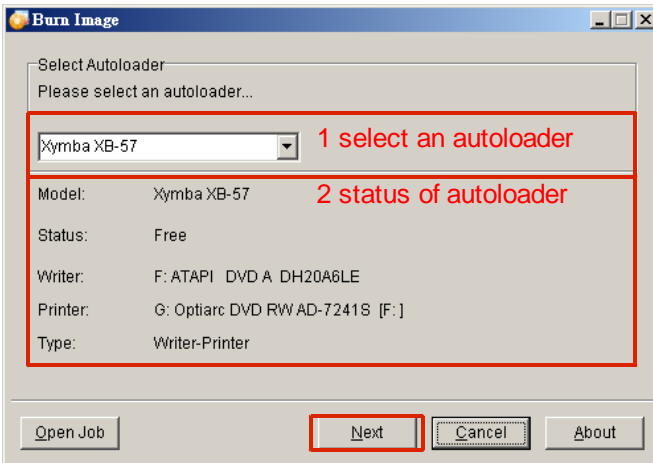 Burn Image
Select Autoloader
Please select an autoloader...
Xymba XB-57
1 select an autoloader
Model: Xymba XB-57
2 status of autoloader
Status: Free
Writer: F: ATAPI DVD A DH20A6LE
Printer: G: Optiarc DVD RW AD-7241S [F: ]
Type: Writer-Printer
Open Job
Next
Cancel
About